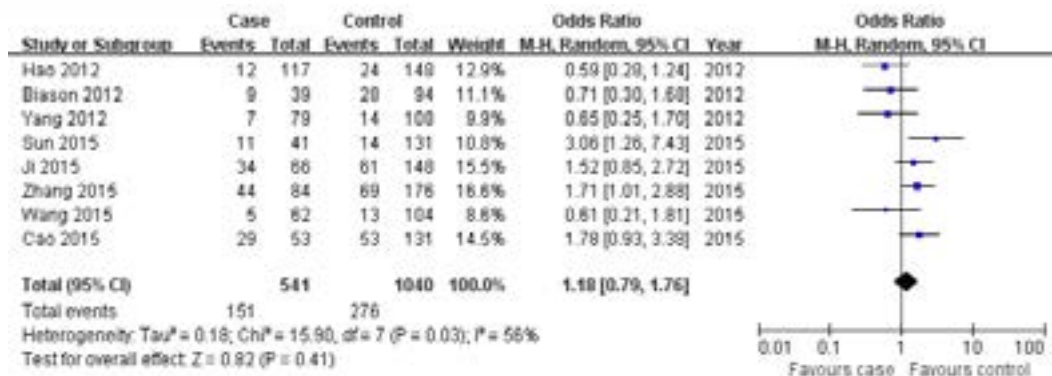 Case Control Odds Ratio Odds Ratio
Study or Subgroup Events Total Events Total Weight M-H, Random, 95% CI Year M-H, Random, 95% CI
Hao 2012 12 117 24 148 12.9% 0.59 [0.28, 1.24] 2012
Biason 2012 9 39 28 94 11.1% 0.71 [0.30, 1.68] 2012
Yang 2012 7 79 14 108 9.9% 0.65 [0.25, 1.70] 2012
Sun 2015 11 41 14 131 10.8% 3.06 [1.26, 7.43] 2015
Ji 2015 34 66 61 148 15.5% 1.52 [0.85, 2.72] 2015
Zhang 2015 44 84 69 176 16.6% 1.71 [1.01, 2.88] 2015
Wang 2015 5 62 13 104 8.6% 0.61 [0.21, 1.81] 2015
Cao 2015 29 53 53 131 14.5% 1.78 [0.93, 3.38] 2015
Total (95% CI) 541 1040 100.0% 1.18 [0.79, 1.76]
Total events 151 276
Heterogeneity: Tau² = 0.18; Chi² = 15.90, df = 7 (P = 0.03); I² = 56%
Test for overall effect: Z = 0.82 (P = 0.41)
0.01 0.1 1 10 100
Favours case Favours control